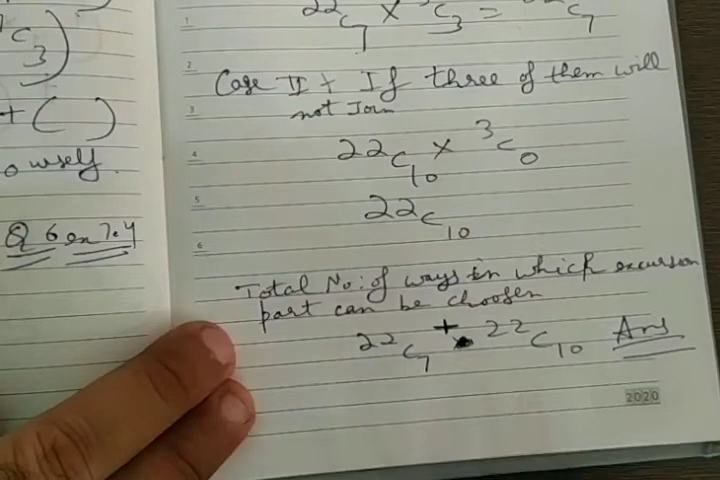 C3)
+ ( )
o urself.
Q 6 Ex 7.4
22C7 × 3C3 = 22C7
Case II + If three of them will
not Join
22C10 × 3C0
22C10
Total No: of ways in which excursion
part can be choosen
22C7 + 22C10 Ans
2020